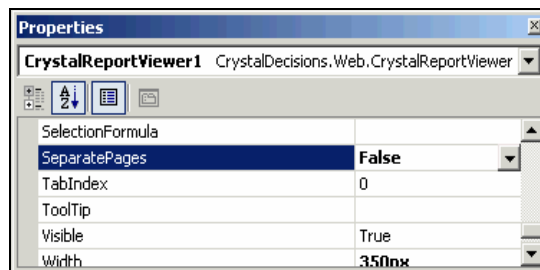 Properties
CrystalReportViewer1 CrystalDecisions.Web.CrystalReportViewer
SelectionFormula
SeparatePages False
TabIndex 0
ToolTip
Visible True
Width 350px